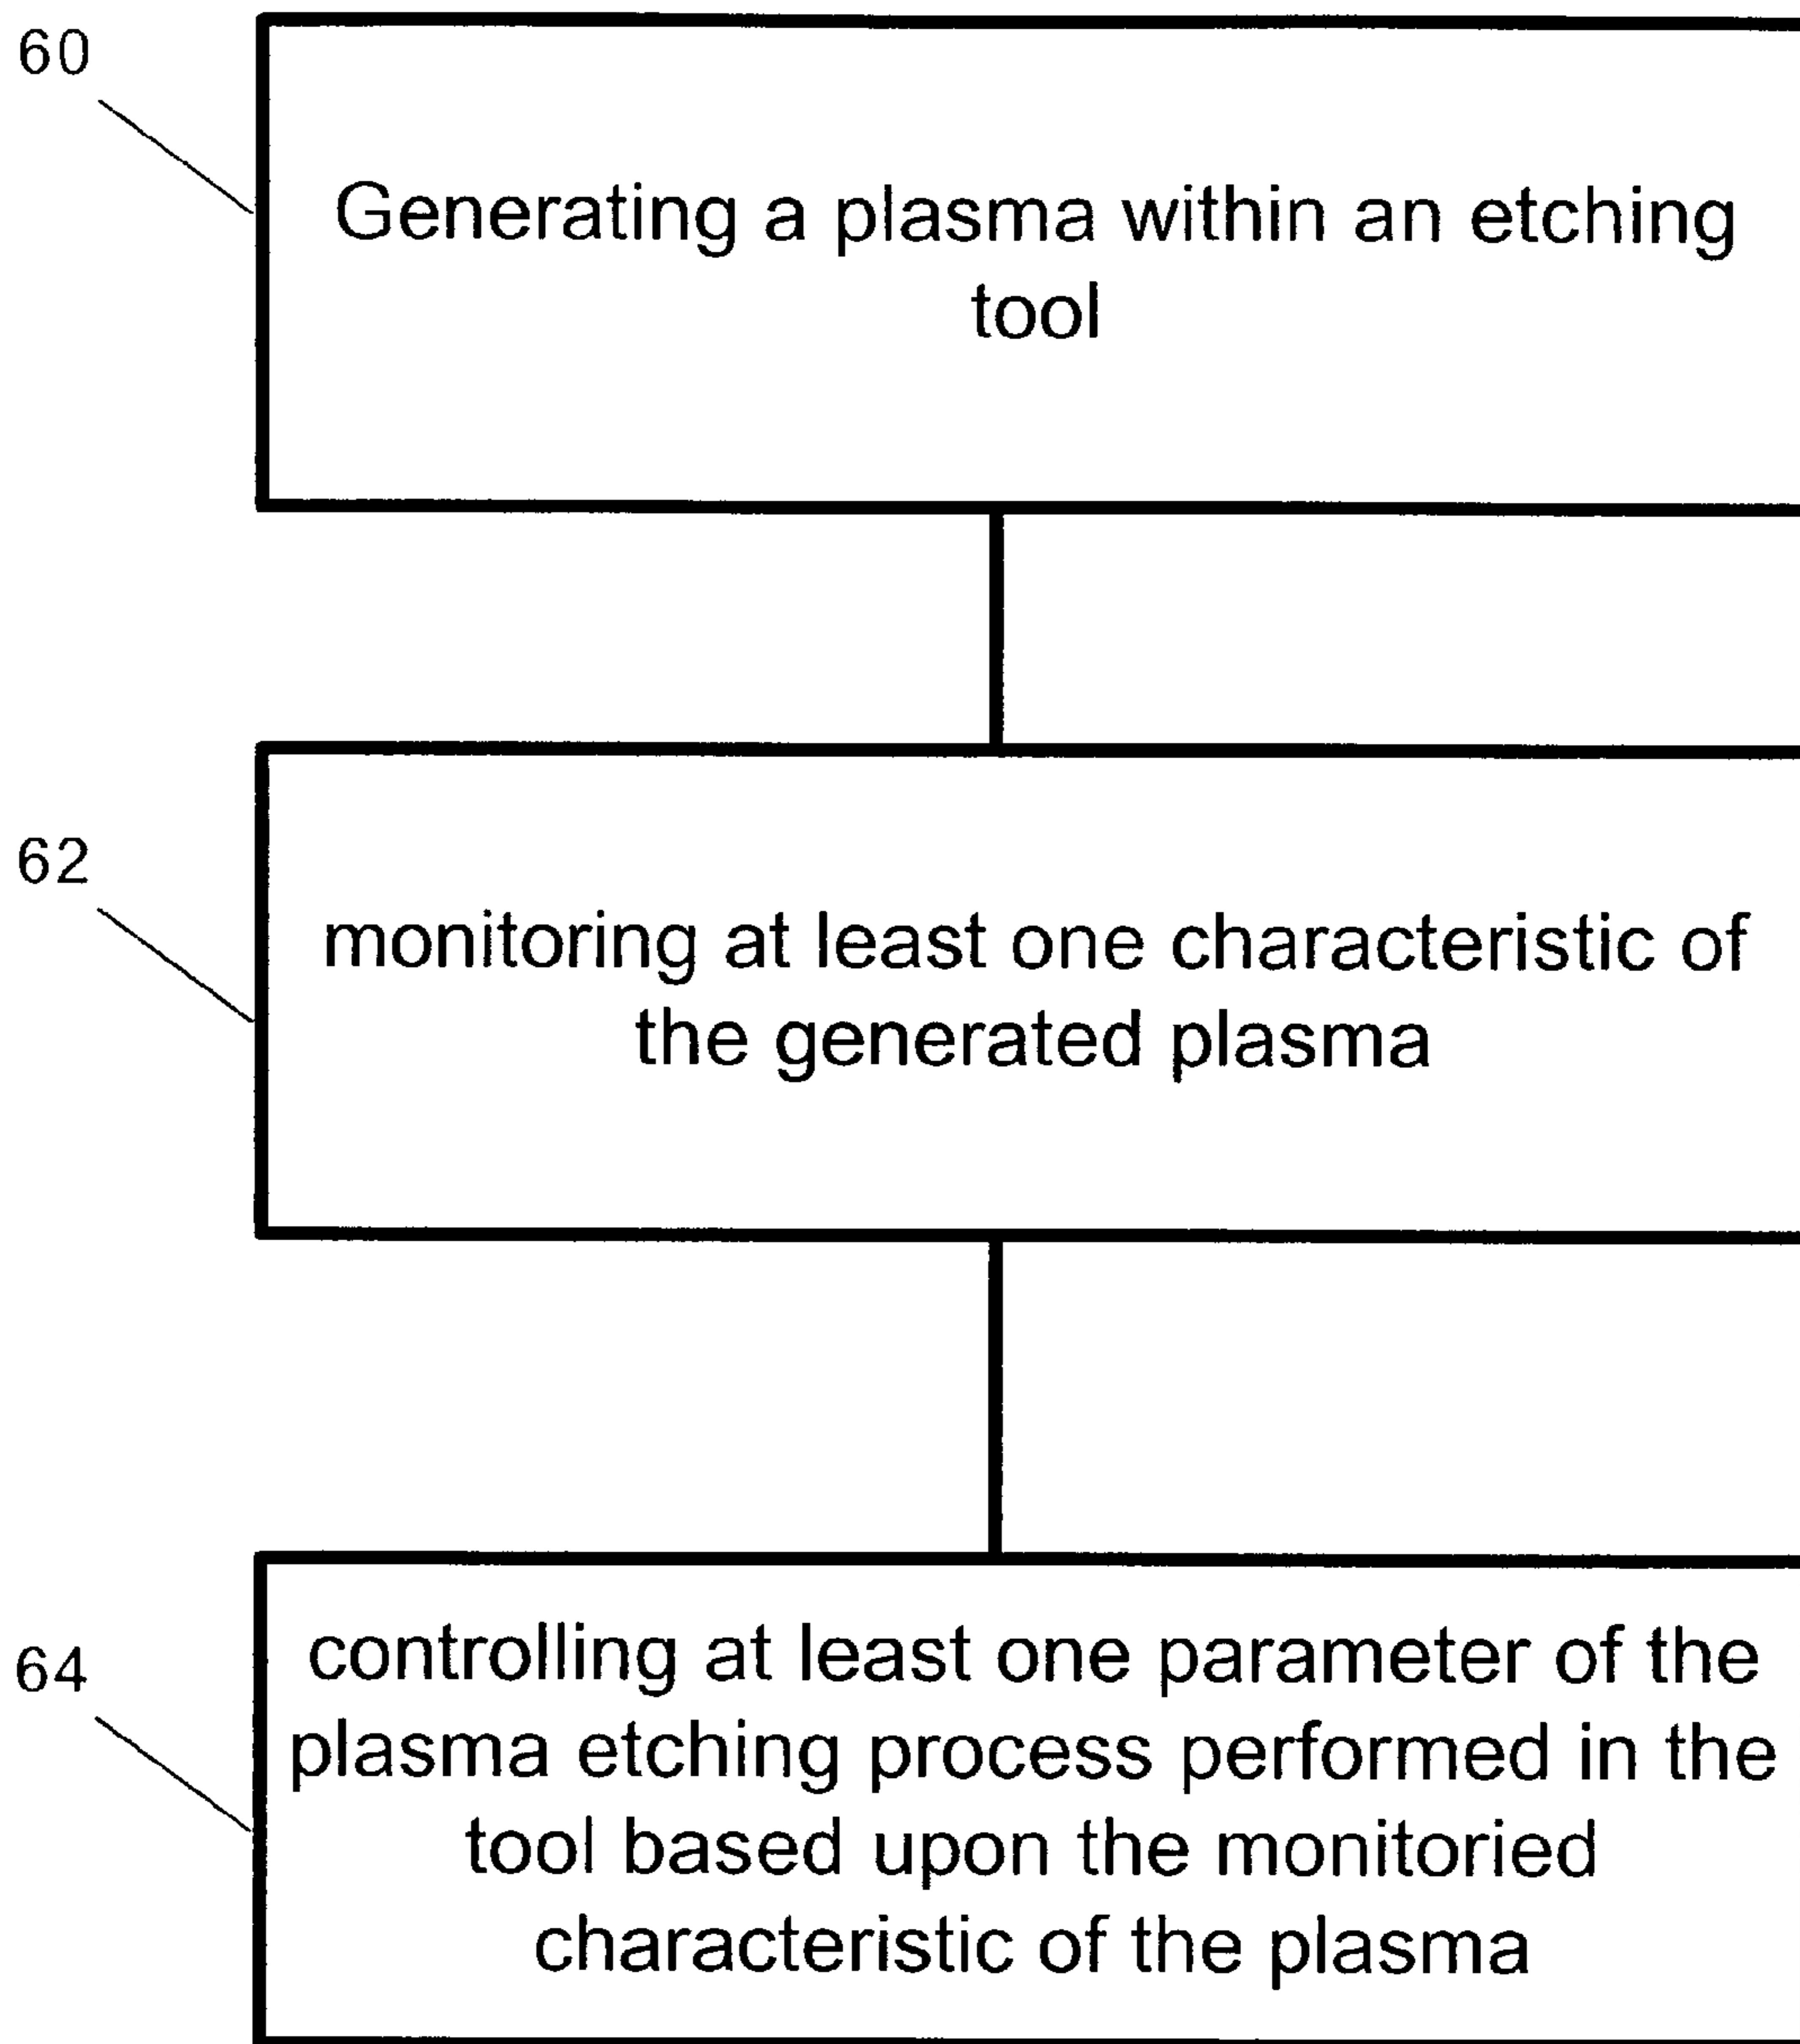 60
Generating a plasma within an etching
tool
62
monitoring at least one characteristic of
the generated plasma
64
controlling at least one parameter of the
plasma etching process performed in the
tool based upon the monitoried
characteristic of the plasma